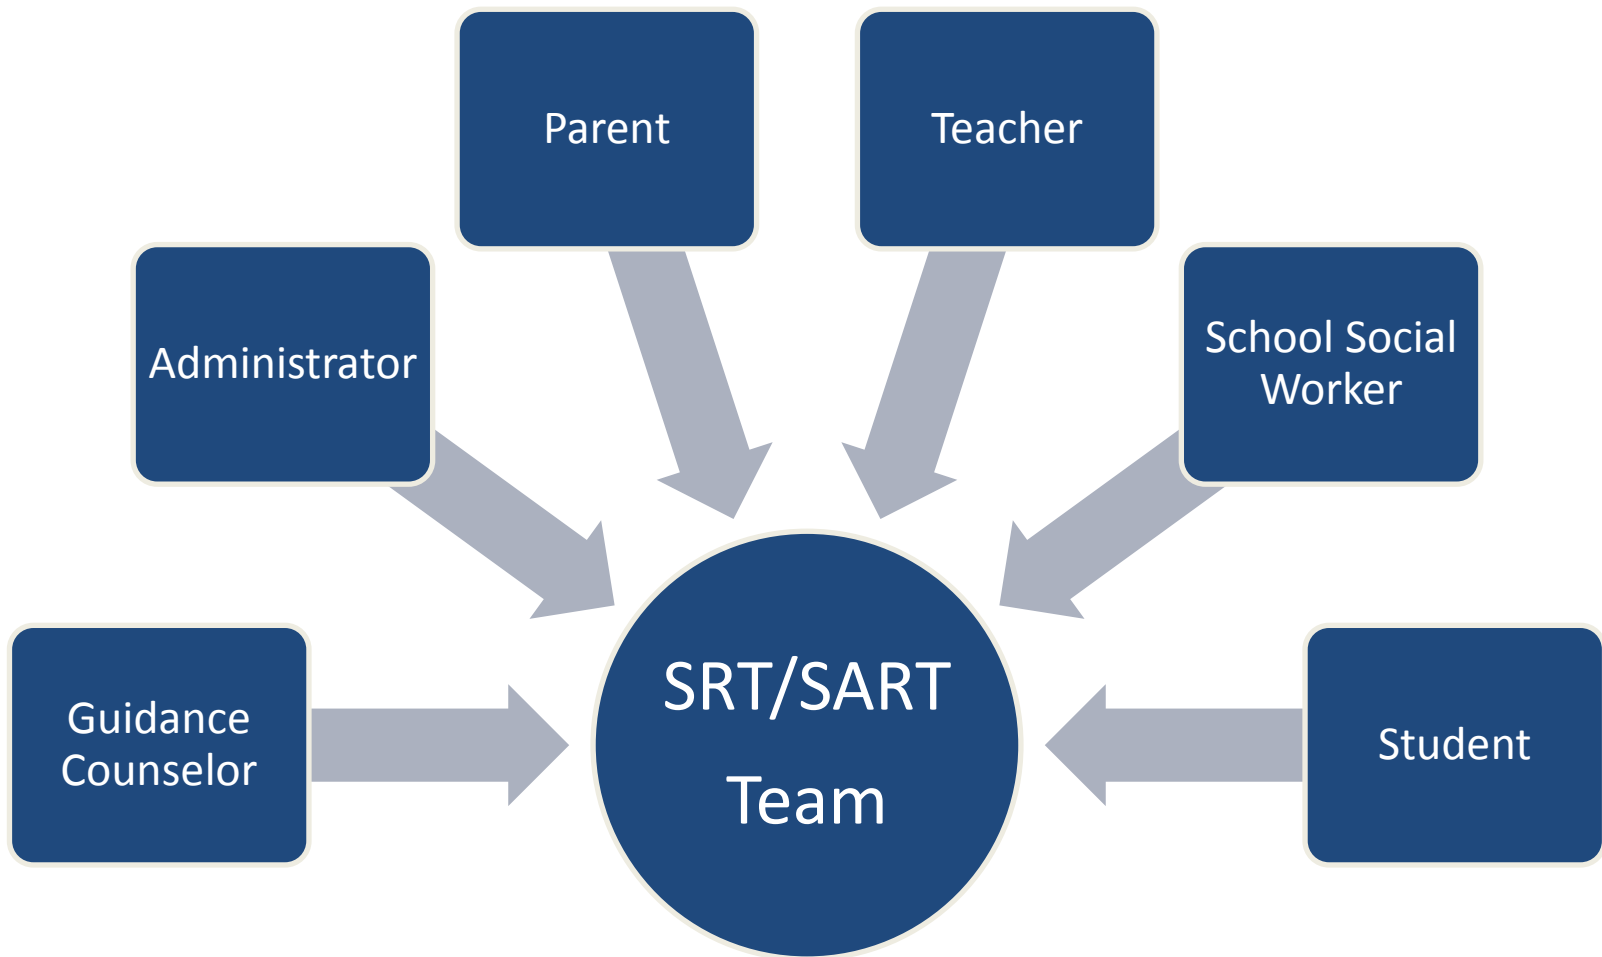 Parent
Teacher
Administrator
School Social
Worker
Guidance
Counselor
SRT/SART
Team
Student